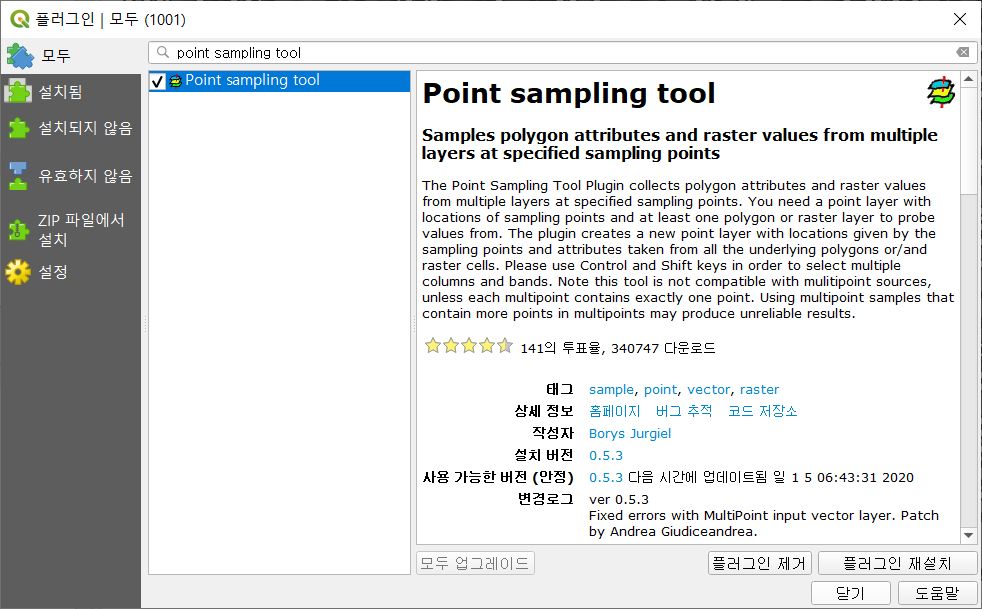 플러그인 | 모두 (1001)
모두
설치됨
설치되지 않음
유효하지 않음
ZIP 파일에서
설치
설정
point sampling tool
Point sampling tool
Point sampling tool
Samples polygon attributes and raster values from multiple
layers at specified sampling points
The Point Sampling Tool Plugin collects polygon attributes and raster values
from multiple layers at specified sampling points. You need a point layer with
locations of sampling points and at least one polygon or raster layer to probe
values from. The plugin creates a new point layer with locations given by the
sampling points and attributes taken from all the underlying polygons or/and
raster cells. Please use Control and Shift keys in order to select multiple
columns and bands. Note this tool is not compatible with mulitipoint sources,
unless each multipoint contains exactly one point. Using multipoint samples that
contain more points in multipoints may produce unreliable results.
141의 투표율, 340747 다운로드
태그 sample, point, vector, raster
상세 정보 홈페이지 버그 추적 코드 저장소
작성자 Borys Jurgiel
설치 버전 0.5.3
사용 가능한 버전 (안정) 0.5.3 다음 시간에 업데이트됨 일 1 5 06:43:31 2020
변경로그 ver 0.5.3
Fixed errors with MultiPoint input vector layer. Patch
by Andrea Giudiceandrea.
모두 업그레이드 플러그인 제거 플러그인 재설치
닫기 도움말